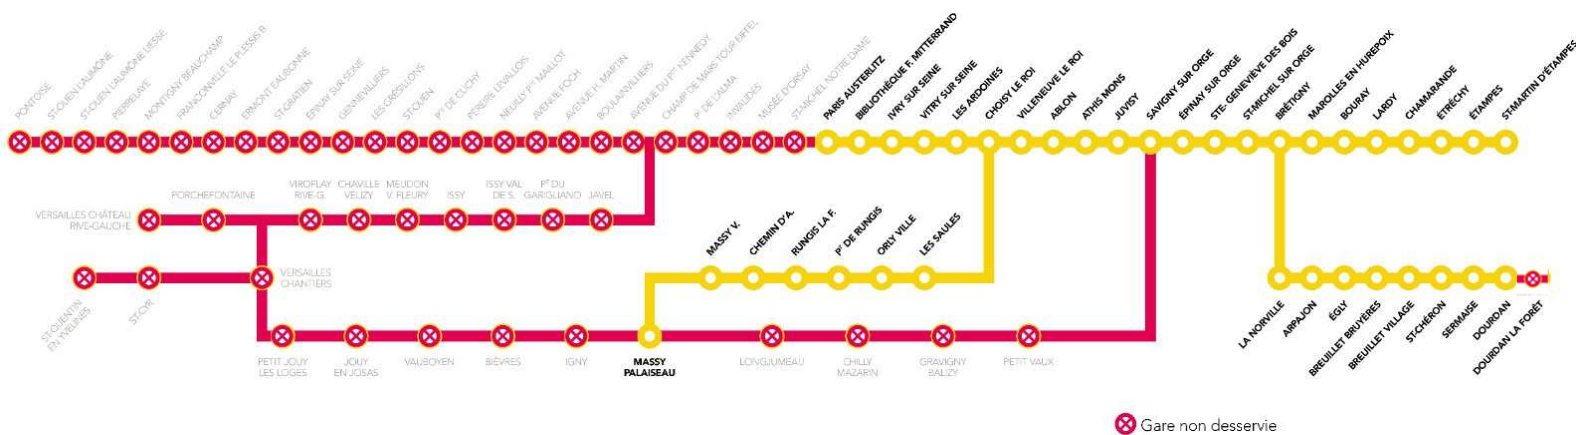 PONTOISE
ST-OUEN L'AUMÔNE
ST-OUEN L'AUMÔNE LIESSE
PIERRELAYE
MONTIGNY BEAUCHAMP
FRANCONVILLE LE PLESSIS B.
CERNAY
ERMONT EAUBONNE
ST-GRATIEN
ÉPINAY SUR SEINE
GENNEVILLIERS
LES GRÉSILLONS
ST-OUEN
PTE DE CLICHY
PEREIRE LEVALLOIS
NEUILLY PTE MAILLOT
AVENUE FOCH
AVENUE H. MARTIN
BOULAINVILLIERS
AVENUE DU PDT KENNEDY
CHAMP DE MARS TOUR EIFFEL
PT DE L'ALMA
INVALIDES
MUSÉE D'ORSAY
ST-MICHEL NOTRE DAME
PARIS AUSTERLITZ
BIBLIOTHÈQUE F. MITTERRAND
IVRY SUR SEINE
VITRY SUR SEINE
LES ARDOINES
CHOISY LE ROI
VILLENEUVE LE ROI
ABLON
ATHIS MONS
JUVISY
SAVIGNY SUR ORGE
ÉPINAY SUR ORGE
STE- GENEVIÈVE DES BOIS
ST-MICHEL SUR ORGE
BRÉTIGNY
MAROLLES EN HUREPOIX
BOURAY
LARDY
CHAMARANDE
ÉTRÉCHY
ÉTAMPES
ST-MARTIN D'ÉTAMPES
VERSAILLES CHÂTEAU
RIVE-GAUCHE
PORCHEFONTAINE
VIROFLAY
RIVE-G.
CHAVILLE
VÉLIZY
MEUDON
V. FLEURY
ISSY
ISSY VAL
DE S.
PT DU
GARIGLIANO
JAVEL
MASSY V.
CHEMIN D'A.
RUNGIS LA F.
PT DE RUNGIS
ORLY VILLE
LES SAULES
ST-QUENTIN
EN YVELINES
ST-CYR
VERSAILLES
CHANTIERS
LA NORVILLE
ARPAJON
ÉGLY
BREUILLET BRUYÈRES
BREUILLET VILLAGE
ST-CHÉRON
SERMAISE
DOURDAN
DOURDAN LA FORÊT
PETIT JOUY
LES LOGES
JOUY
EN JOSAS
VAUBOYEN
BIÈVRES
IGNY
MASSY
PALAISEAU
LONGJUMEAU
CHILLY
MAZARIN
GRAVIGNY
BALIZY
PETIT VAUX
Gare non desservie